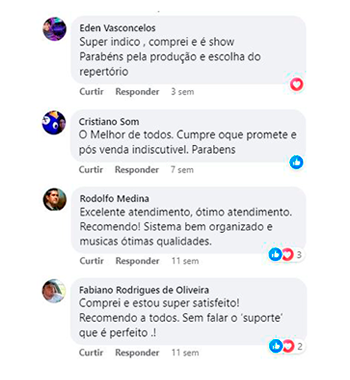 Eden Vasconcelos
Super indico , comprei e é show
Parabéns pela produção e escolha do
repertório
Curtir Responder 3 sem
Cristiano Som
O Melhor de todos. Cumpre oque promete e
pós venda indiscutivel. Parabens
Curtir Responder 7 sem
Rodolfo Medina
Excelente atendimento, ótimo atendimento.
Recomendo! Sistema bem organizado e
musicas ótimas qualidades.
3
Curtir Responder 11 sem
Fabiano Rodrigues de Oliveira
Comprei e estou super satisfeito!
Recomendo a todos. Sem falar o 'suporte'
que é perfeito .!
2
Curtir Responder 11 sem